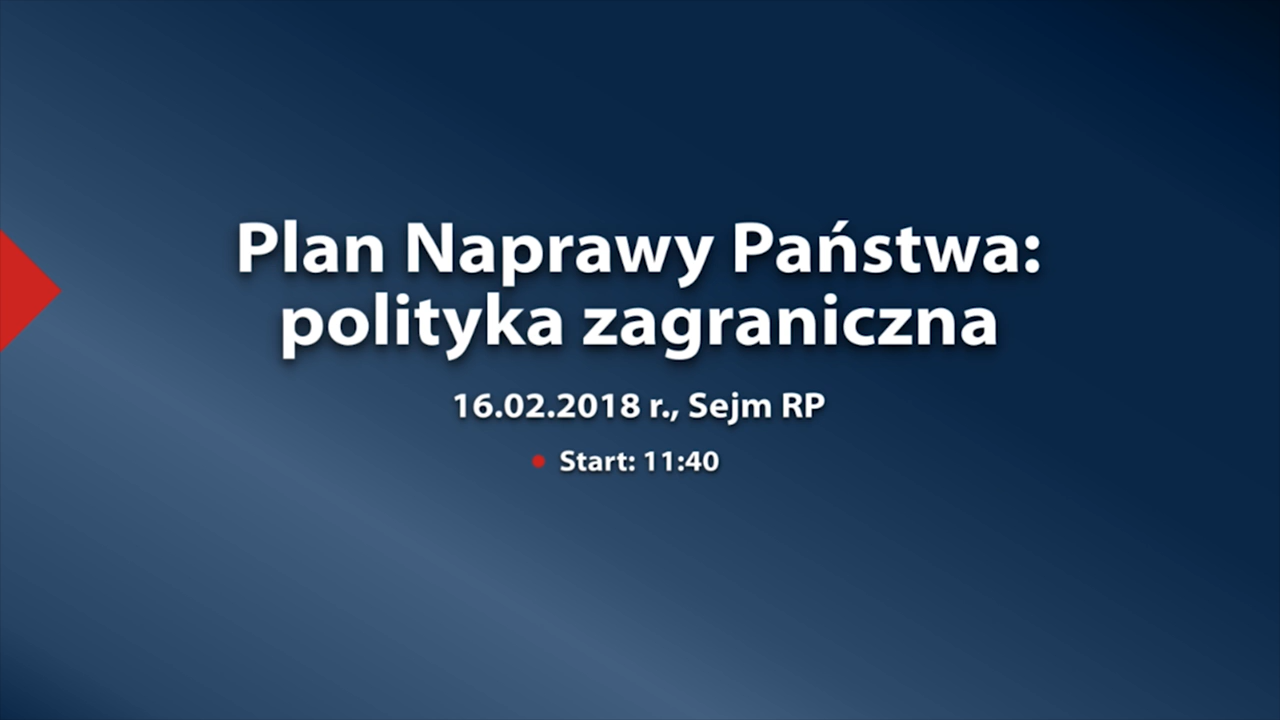 Plan Naprawy Państwa:
polityka zagraniczna
16.02.2018 r., Sejm RP
Start: 11:40